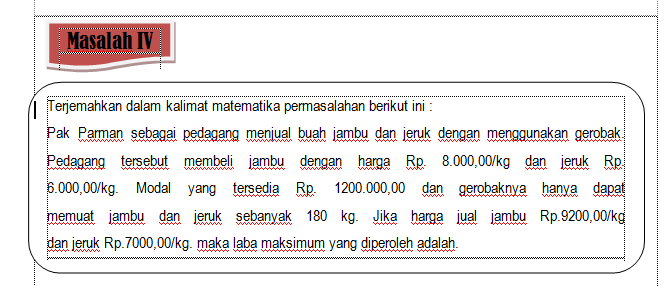 Masalah IV
Terjemahkan dalam kalimat matematika permasalahan berikut ini :
Pak Parman sebagai pedagang menjual buah jambu dan jeruk dengan menggunakan gerobak.
Pedagang tersebut membeli jambu dengan harga Rp. 8.000,00/kg dan jeruk Rp.
6.000,00/kg. Modal yang tersedia Rp. 1200.000,00 dan gerobaknya hanya dapat
memuat jambu dan jeruk sebanyak 180 kg. Jika harga jual jambu Rp.9200,00/kg
dan jeruk Rp.7000,00/kg. maka laba maksimum yang diperoleh adalah.